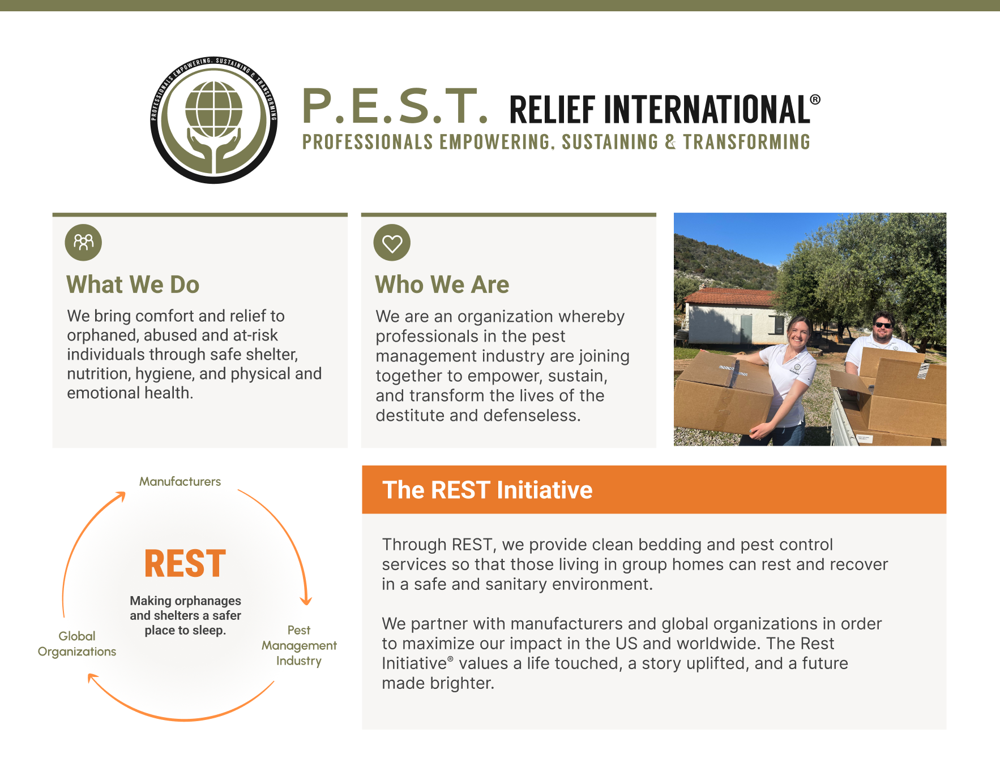 PROFESSIONALS EMPOWERING, SUSTAINING & TRANSFORMING
P.E.S.T. RELIEF INTERNATIONAL®
PROFESSIONALS EMPOWERING, SUSTAINING & TRANSFORMING
What We Do
We bring comfort and relief to
orphaned, abused and at-risk
individuals through safe shelter,
nutrition, hygiene, and physical and
emotional health.
Who We Are
We are an organization whereby
professionals in the pest
management industry are joining
together to empower, sustain,
and transform the lives of the
destitute and defenseless.
Manufacturers
REST
Making orphanages
and shelters a safer
place to sleep.
Global
Organizations
Pest
Management
Industry
The REST Initiative
Through REST, we provide clean bedding and pest control
services so that those living in group homes can rest and recover
in a safe and sanitary environment.
We partner with manufacturers and global organizations in order
to maximize our impact in the US and worldwide. The Rest
Initiative® values a life touched, a story uplifted, and a future
made brighter.